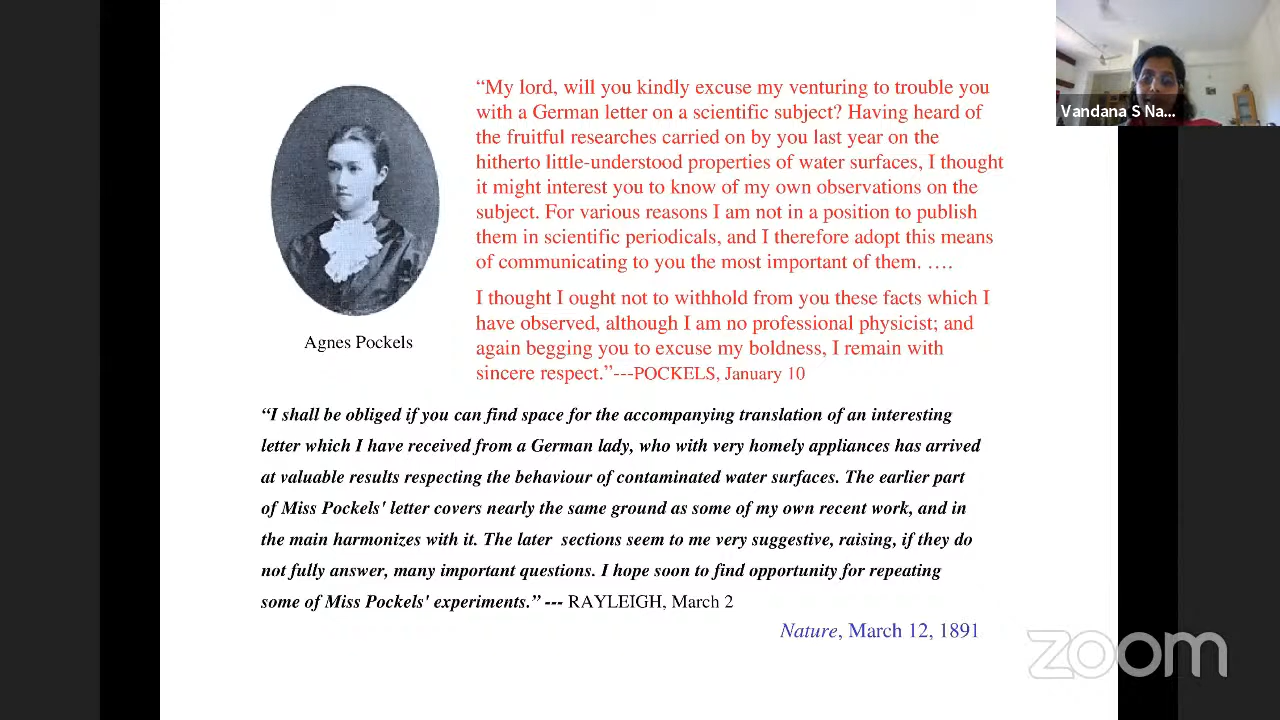 “My lord, will you kindly excuse my venturing to trouble you
with a German letter on a scientific subject? Having heard of
the fruitful researches carried on by you last year on the
hitherto little-understood properties of water surfaces, I thought
it might interest you to know of my own observations on the
subject. For various reasons I am not in a position to publish
them in scientific periodicals, and I therefore adopt this means
of communicating to you the most important of them. ….
I thought I ought not to withhold from you these facts which I
have observed, although I am no professional physicist; and
again begging you to excuse my boldness, I remain with
sincere respect.”---POCKELS, January 10
Agnes Pockels
“I shall be obliged if you can find space for the accompanying translation of an interesting
letter which I have received from a German lady, who with very homely appliances has arrived
at valuable results respecting the behaviour of contaminated water surfaces. The earlier part
of Miss Pockels' letter covers nearly the same ground as some of my own recent work, and in
the main harmonizes with it. The later sections seem to me very suggestive, raising, if they do
not fully answer, many important questions. I hope soon to find opportunity for repeating
some of Miss Pockels' experiments.” --- RAYLEIGH, March 2
Nature, March 12, 1891
Vandana S Na...
zoom